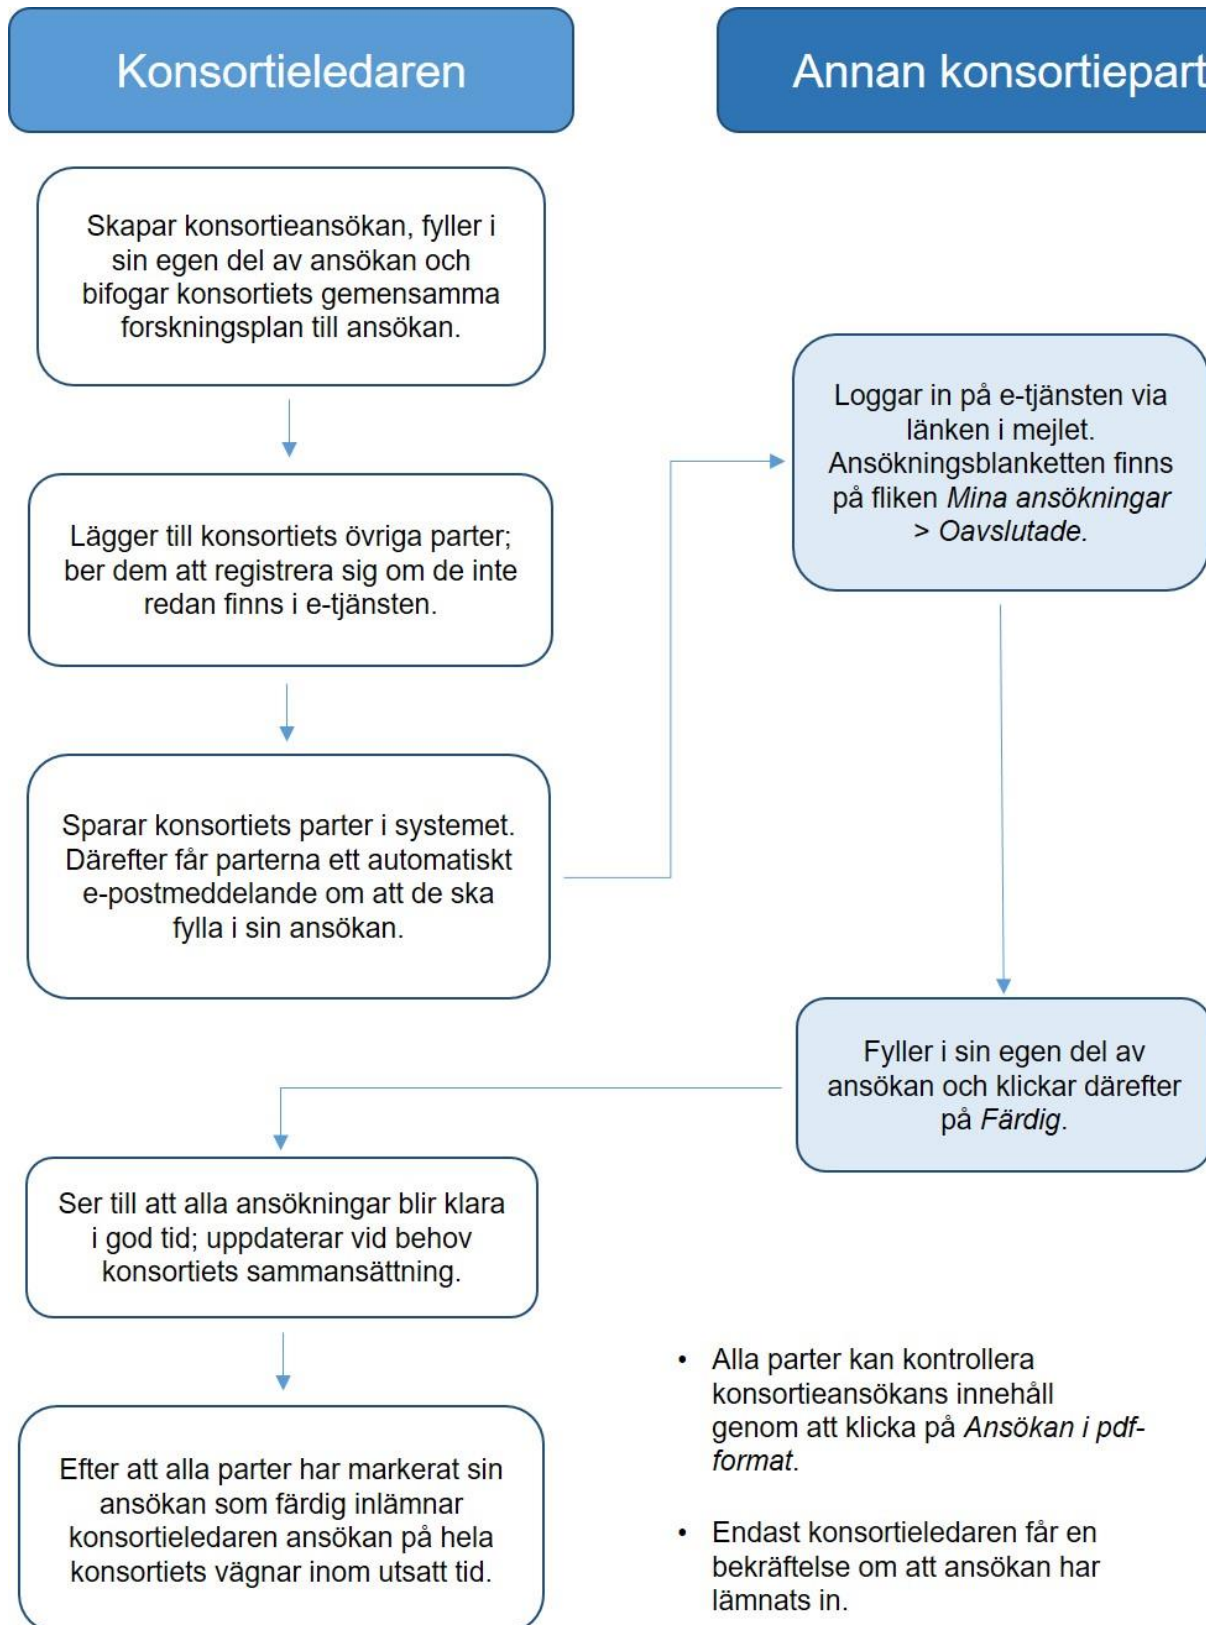 Konsortieledaren
Annan konsortiepart
Skapar konsortieansökan, fyller i
sin egen del av ansökan och
bifogar konsortiets gemensamma
forskningsplan till ansökan.
Lägger till konsortiets övriga parter;
ber dem att registrera sig om de inte
redan finns i e-tjänsten.
Sparar konsortiets parter i systemet.
Därefter får parterna ett automatiskt
e-postmeddelande om att de ska
fylla i sin ansökan.
Loggar in på e-tjänsten via
länken i mejlet.
Ansökningsblanketten finns
på fliken Mina ansökningar
> Oavslutade.
Fyller i sin egen del av
ansökan och klickar därefter
på Färdig.
Ser till att alla ansökningar blir klara
i god tid; uppdaterar vid behov
konsortiets sammansättning.
Efter att alla parter har markerat sin
ansökan som färdig inlämnar
konsortieledaren ansökan på hela
konsortiets vägnar inom utsatt tid.
• Alla parter kan kontrollera
konsortieansökans innehåll
genom att klicka på Ansökan i pdf-
format.
• Endast konsortieledaren får en
bekräftelse om att ansökan har
lämnats in.